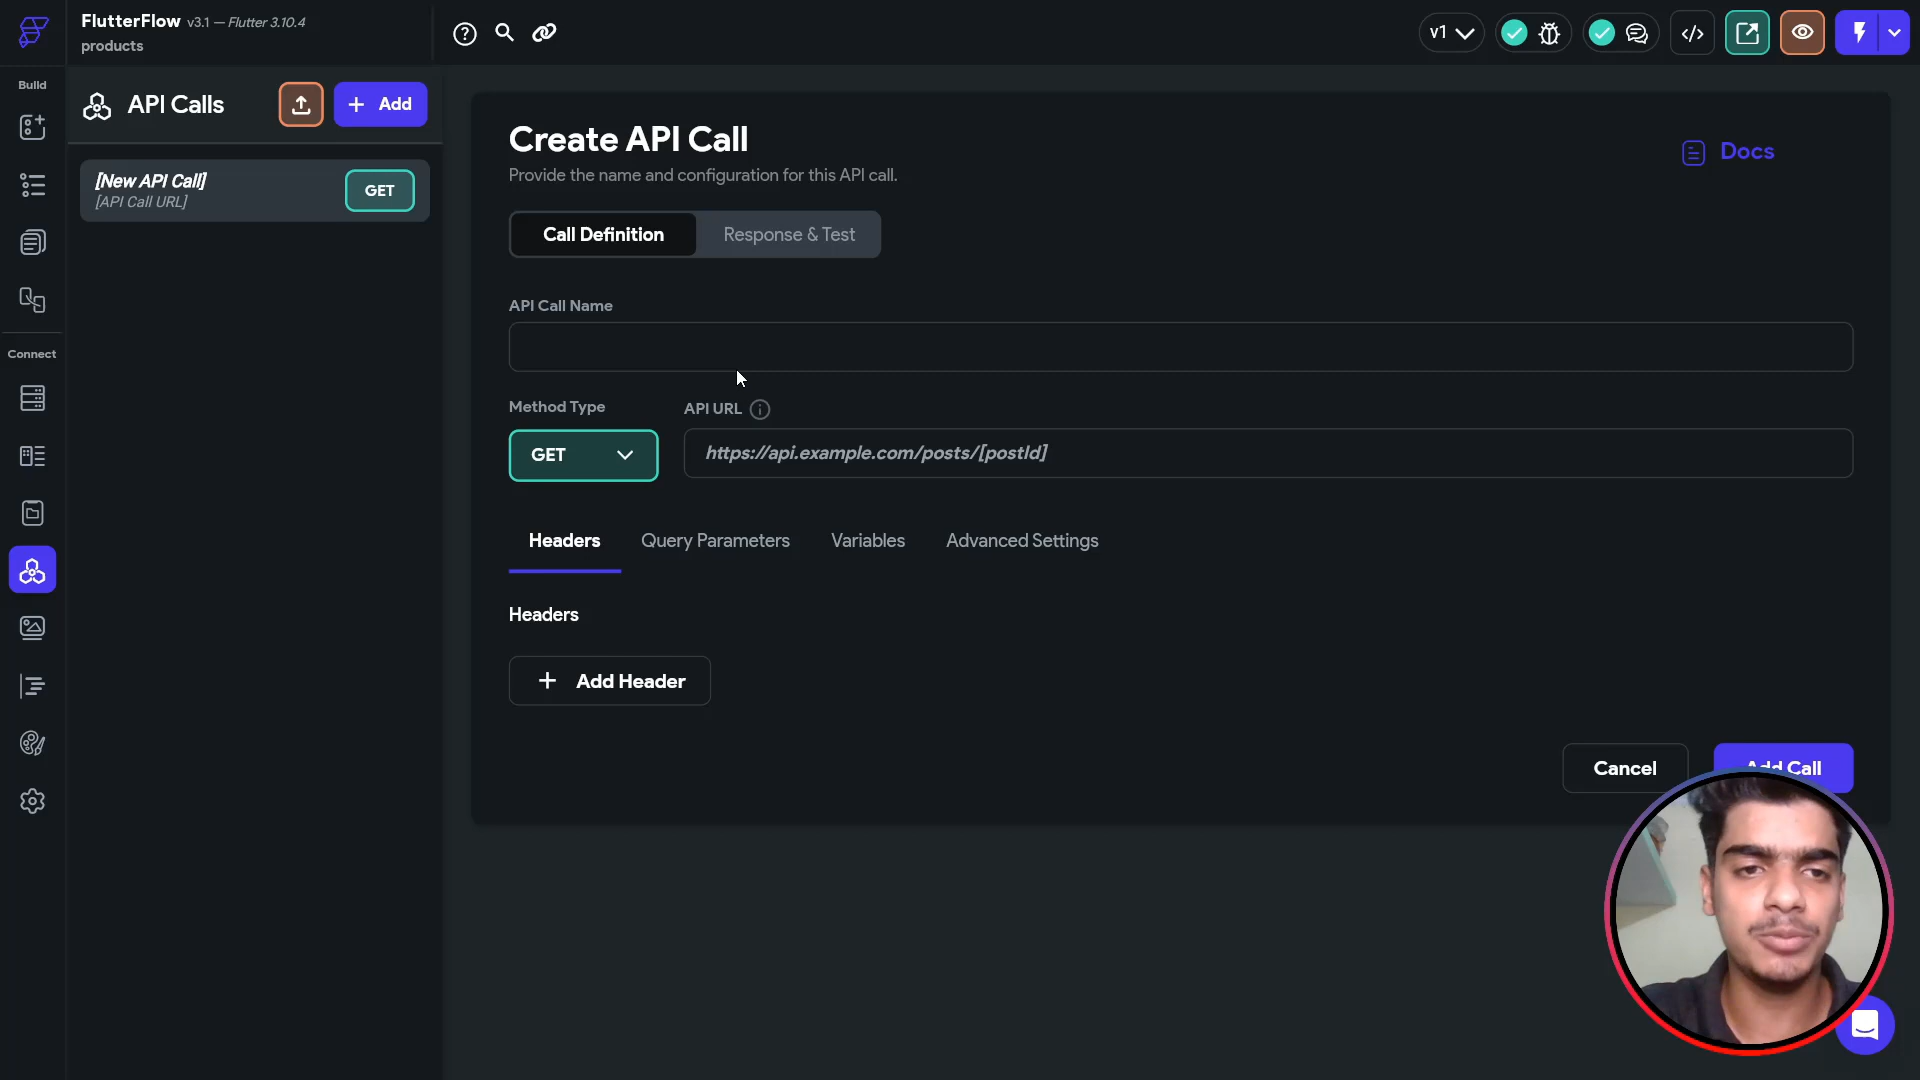 FlutterFlow v3.1 — Flutter 3.10.4
products
v1
Build
API Calls
+ Add
[New API Call]
[API Call URL]
GET
Connect
Create API Call
Provide the name and configuration for this API call.
Docs
Call Definition
Response & Test
API Call Name
Method Type
API URL
GET
https://api.example.com/posts/[postId]
Headers
Query Parameters
Variables
Advanced Settings
Headers
+ Add Header
Cancel
Add Call